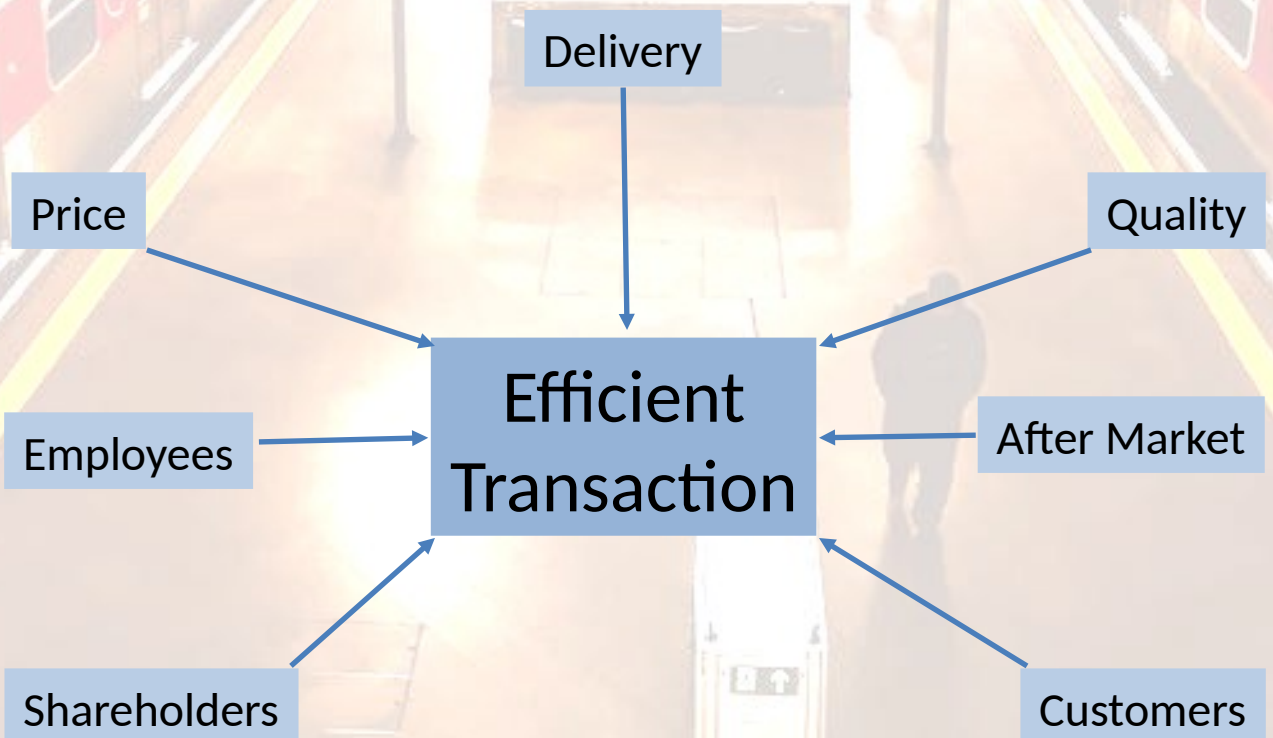 Delivery
Price
Quality
Efficient
Transaction
Employees
After Market
Shareholders
Customers